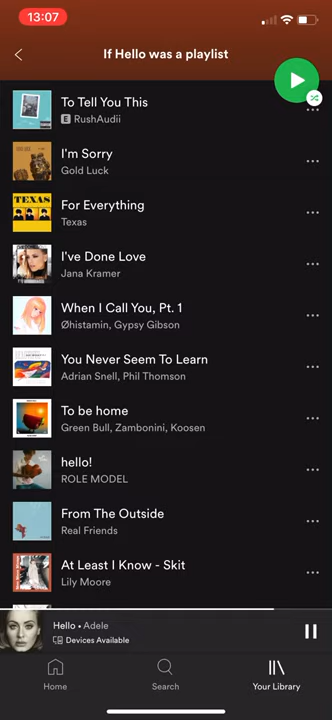 13:07
If Hello was a playlist
To Tell You This
E RushAudii
I'm Sorry
Gold Luck
For Everything
Texas
TEXAS
I've Done Love
Jana Kramer
When I Call You, Pt. 1
Øhistamin, Gypsy Gibson
You Never Seem To Learn
Adrian Snell, Phil Thomson
To be home
Green Bull, Zambonini, Koosen
hello!
ROLE MODEL
From The Outside
Real Friends
At Least I Know - Skit
Lily Moore
Hello • Adele
Devices Available
Home
Search
Your Library